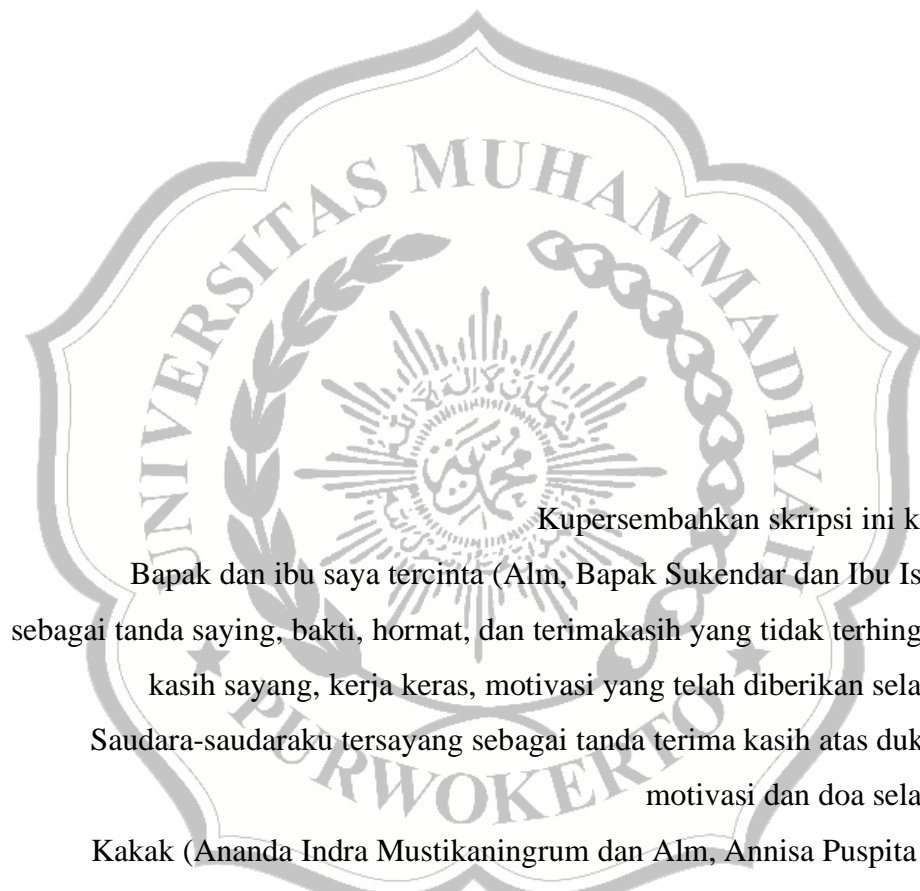 UNIVERSITAS MUHAMMADIYAH
PURWOKERTO
Kupersembahkan skripsi ini k
Bapak dan ibu saya tercinta (Alm, Bapak Sukendar dan Ibu Is
sebagai tanda saying, bakti, hormat, dan terimakasih yang tidak terhing
kasih sayang, kerja keras, motivasi yang telah diberikan sela
Saudara-saudaraku tersayang sebagai tanda terima kasih atas duk
motivasi dan doa sela
Kakak (Ananda Indra Mustikaningrum dan Alm, Annisa Puspita